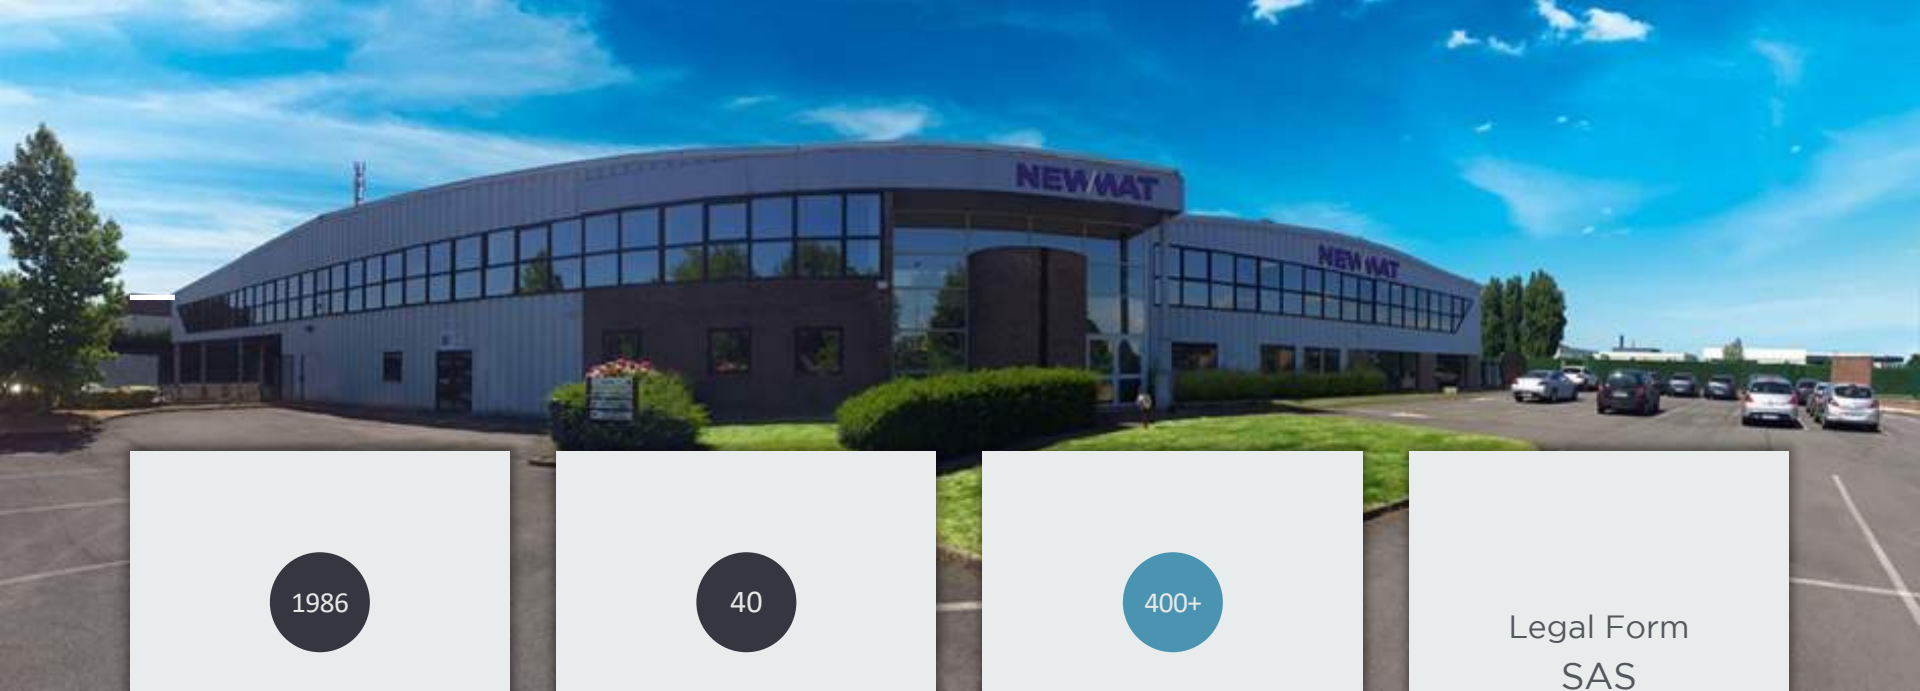 NEWMAT
NEWMAT
1986
40
400+
Legal Form
SAS